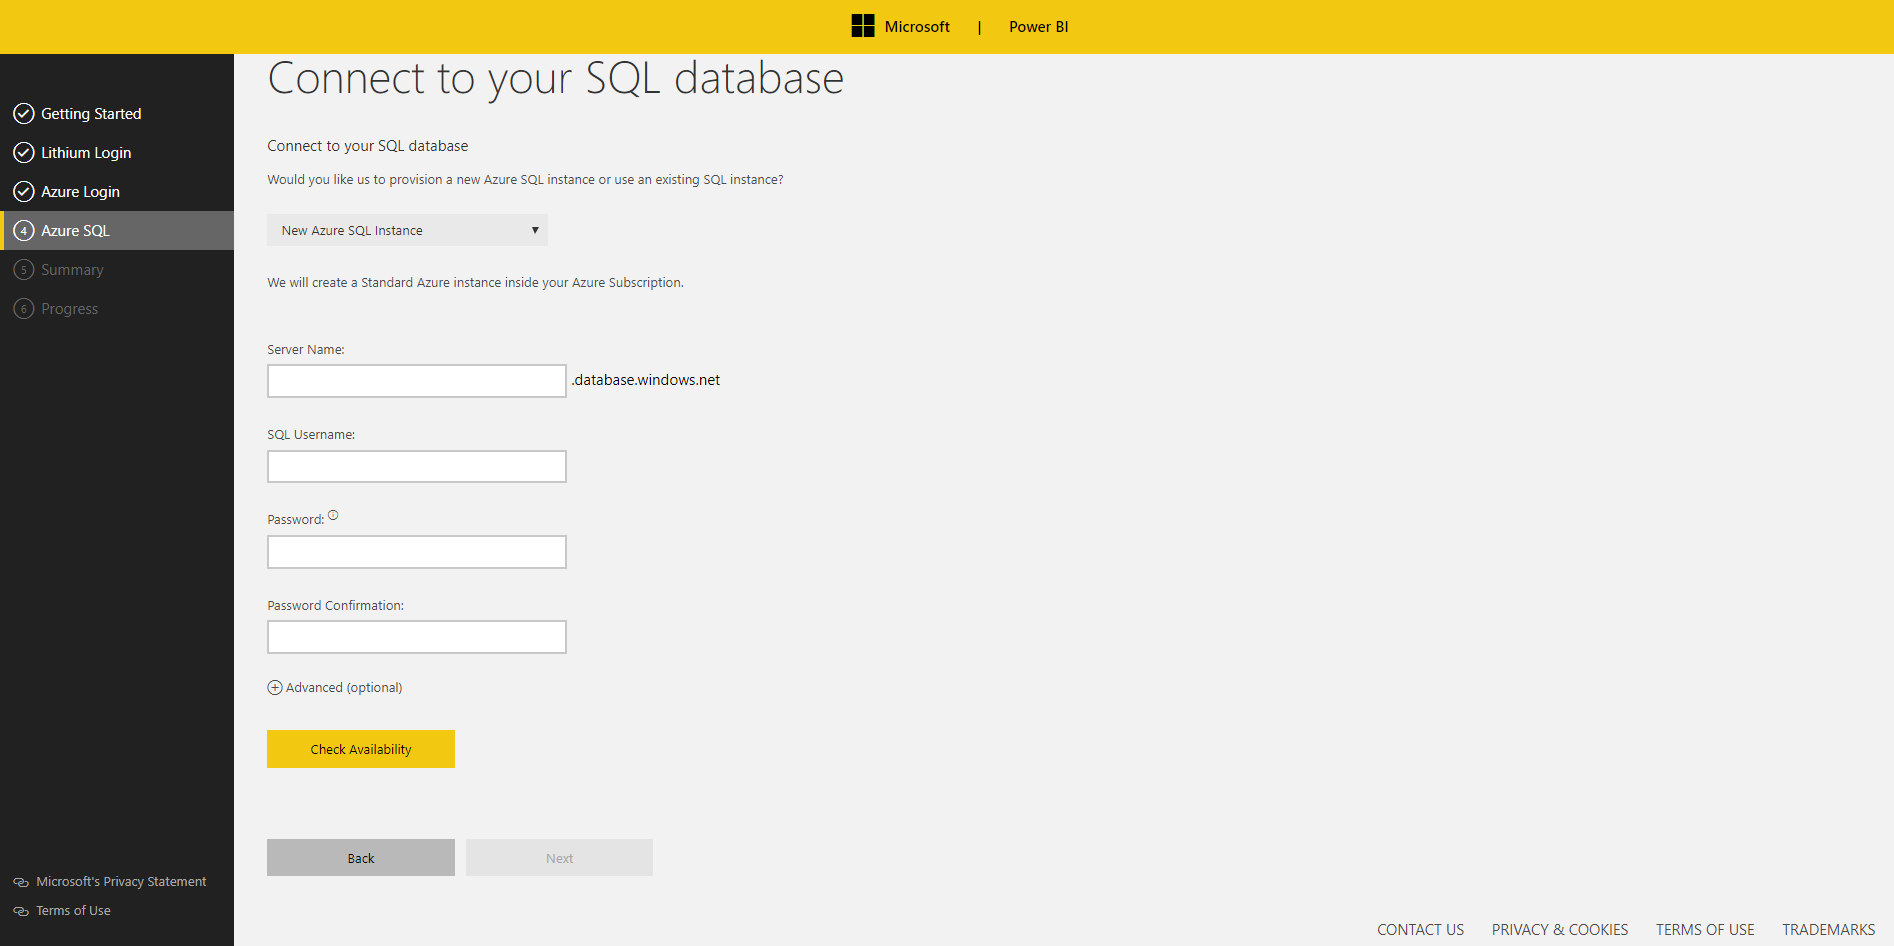 Microsoft | Power BI
Getting Started
Lithium Login
Azure Login
4 Azure SQL
5 Summary
6 Progress
Microsoft's Privacy Statement
Terms of Use
Connect to your SQL database
Connect to your SQL database
Would you like us to provision a new Azure SQL instance or use an existing SQL instance?
New Azure SQL Instance
We will create a Standard Azure instance inside your Azure Subscription.
Server Name:
.database.windows.net
SQL Username:
Password:
Password Confirmation:
Advanced (optional)
Check Availability
Back Next
CONTACT US PRIVACY & COOKIES TERMS OF USE TRADEMARKS